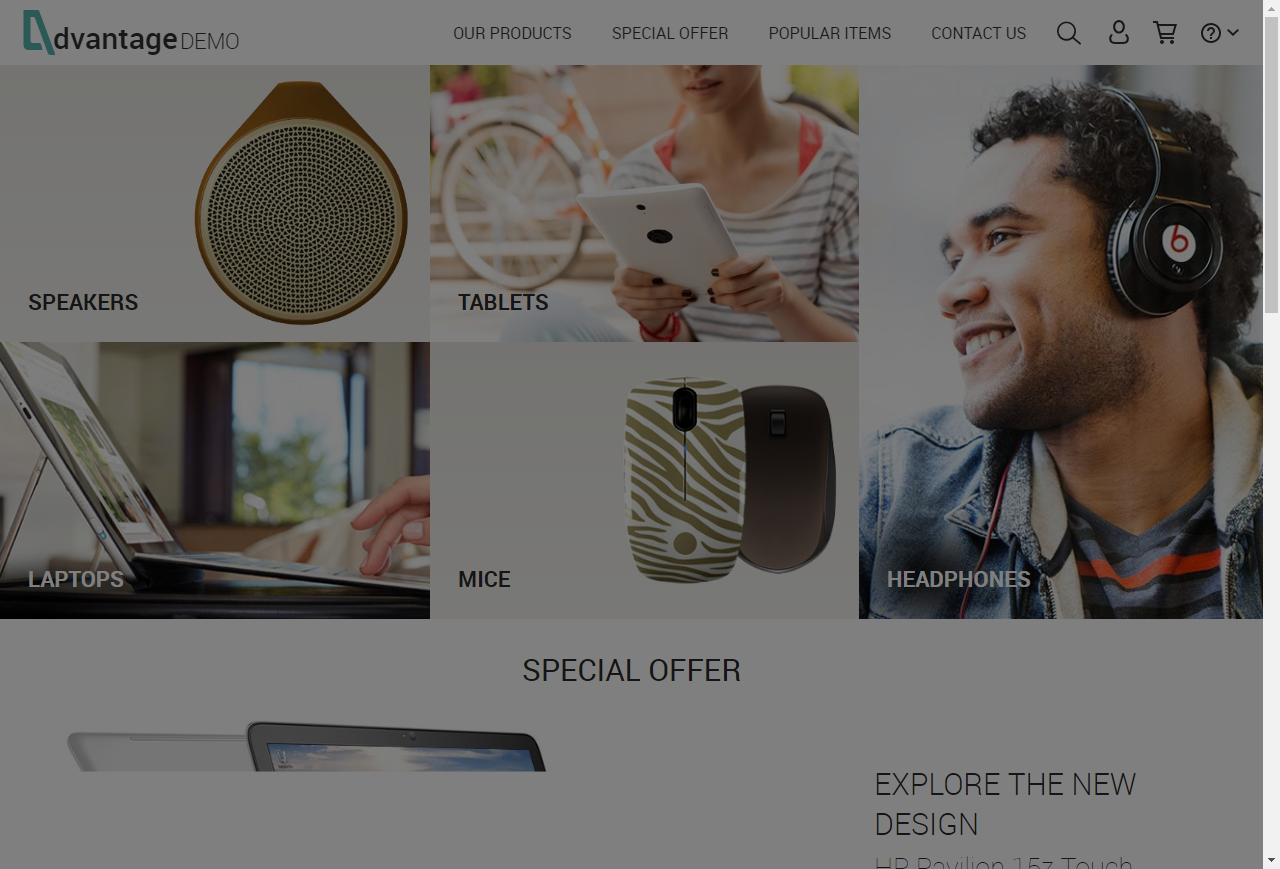 dvantage DEMO
OUR PRODUCTS
SPECIAL OFFER
POPULAR ITEMS
CONTACT US
SPEAKERS
TABLETS
LAPTOPS
MICE
HEADPHONES
SPECIAL OFFER
EXPLORE THE NEW
DESIGN
HP Pavilion 15z Touch